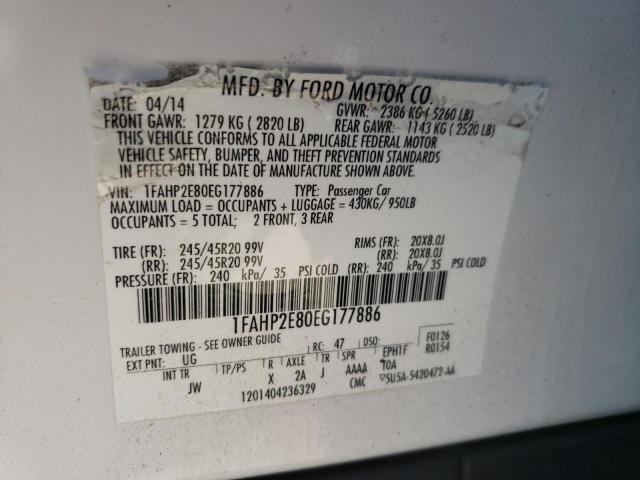 MFD. BY FORD MOTOR CO.
DATE: 04/14 GVWR: 2386 KG ( 5260 LB)
FRONT GAWR: 1279 KG ( 2820 LB) REAR GAWR: 1143 KG ( 2520 LB)
THIS VEHICLE CONFORMS TO ALL APPLICABLE FEDERAL MOTOR
VEHICLE SAFETY, BUMPER, AND THEFT PREVENTION STANDARDS
IN EFFECT ON THE DATE OF MANUFACTURE SHOWN ABOVE.
VIN: 1FAHP2E80EG177886 TYPE: Passenger Car
MAXIMUM LOAD = OCCUPANTS + LUGGAGE = 430KG/ 950LB
OCCUPANTS = 5 TOTAL; 2 FRONT, 3 REAR
TIRE (FR): 245/45R20 99V RIMS (FR): 20X8.0J
(RR): 245/45R20 99V (RR): 20X8.0J
PRESSURE (FR): 240 kPa/ 35 PSI COLD (RR): 240 kPa/ 35 PSI COLD
1FAHP2E80EG177886
TRAILER TOWING - SEE OWNER GUIDE RC: 47 DSO: F0126
EXT PNT: UG EPH1F R0154
INT TR TP/PS R AXLE TR SPR 10A
JW X 2A J AAAA
1201404236329 CMC 5U5A-5420472-AA